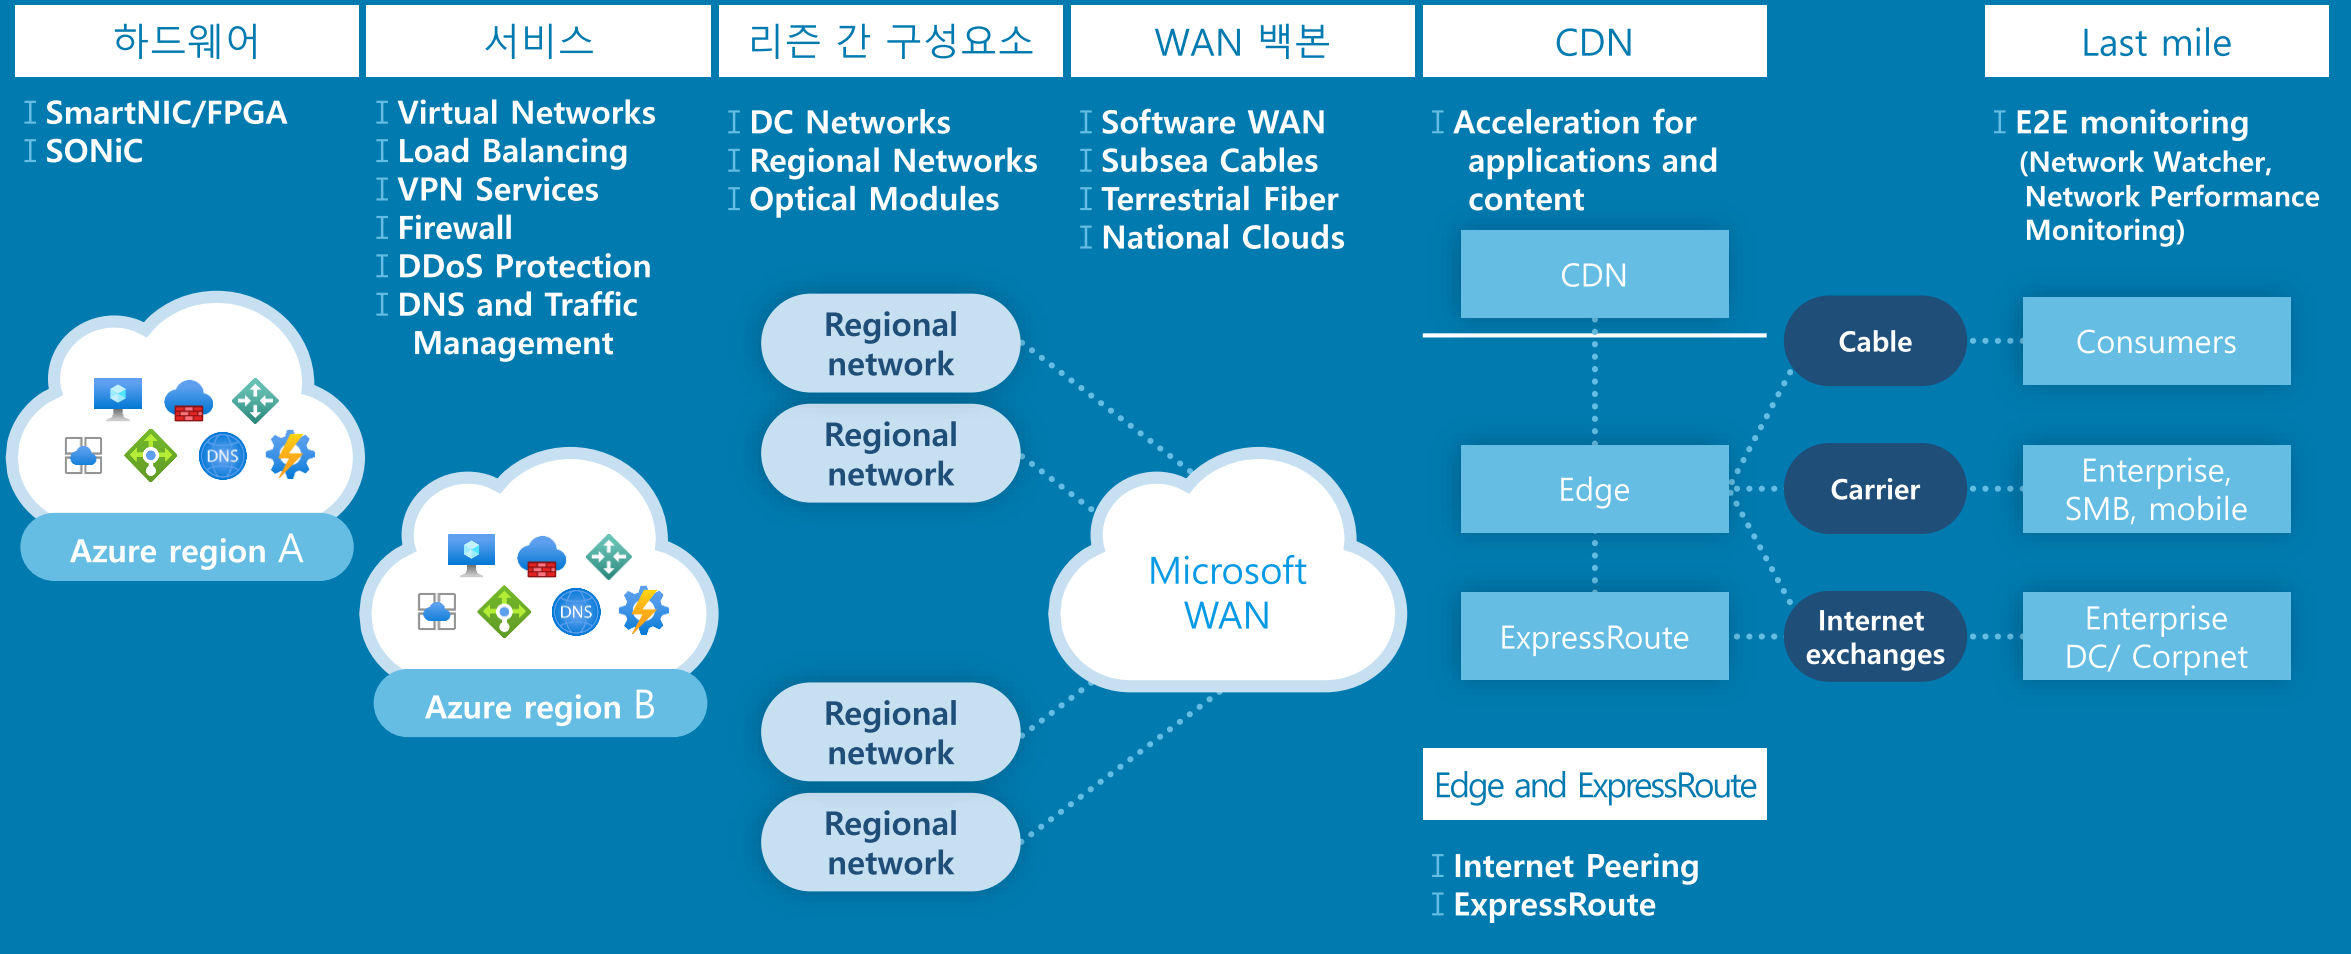 하드웨어
SmartNIC/FPGA
SONiC
Azure region A
DNS
서비스
Virtual Networks
Load Balancing
VPN Services
Firewall
DDoS Protection
DNS and Traffic
Management
DNS
Azure region B
리즌 간 구성요소
DC Networks
Regional Networks
Optical Modules
Regional
network
Regional
network
Regional
network
Regional
network
WAN 백본
Software WAN
Subsea Cables
Terrestrial Fiber
National Clouds
Microsoft
WAN
CDN
Acceleration for
applications and
content
CDN
Edge
ExpressRoute
Edge and ExpressRoute
Internet Peering
ExpressRoute
Cable
Carrier
Internet
exchanges
Last mile
E2E monitoring
(Network Watcher,
Network Performance
Monitoring)
Consumers
Enterprise,
SMB, mobile
Enterprise
DC/ Corpnet